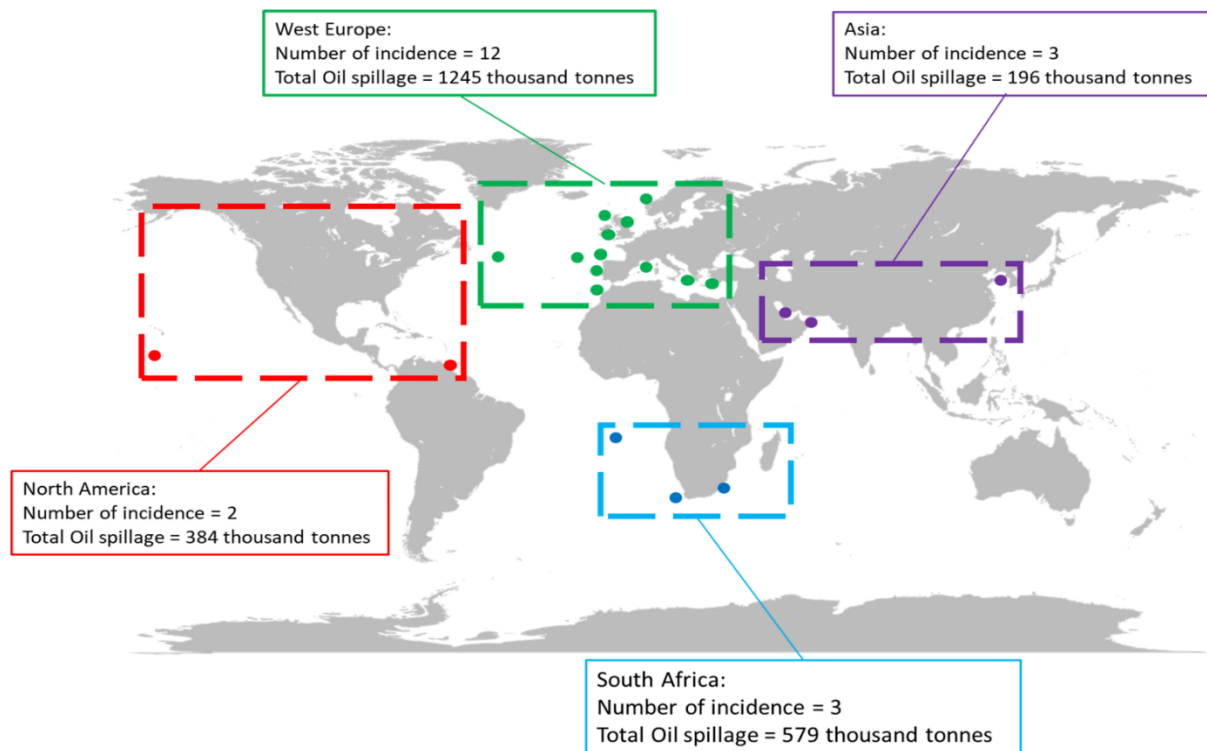 West Europe:
Number of incidence = 12
Total Oil spillage = 1245 thousand tonnes
Asia:
Number of incidence = 3
Total Oil spillage = 196 thousand tonnes
North America:
Number of incidence = 2
Total Oil spillage = 384 thousand tonnes
South Africa:
Number of incidence = 3
Total Oil spillage = 579 thousand tonnes